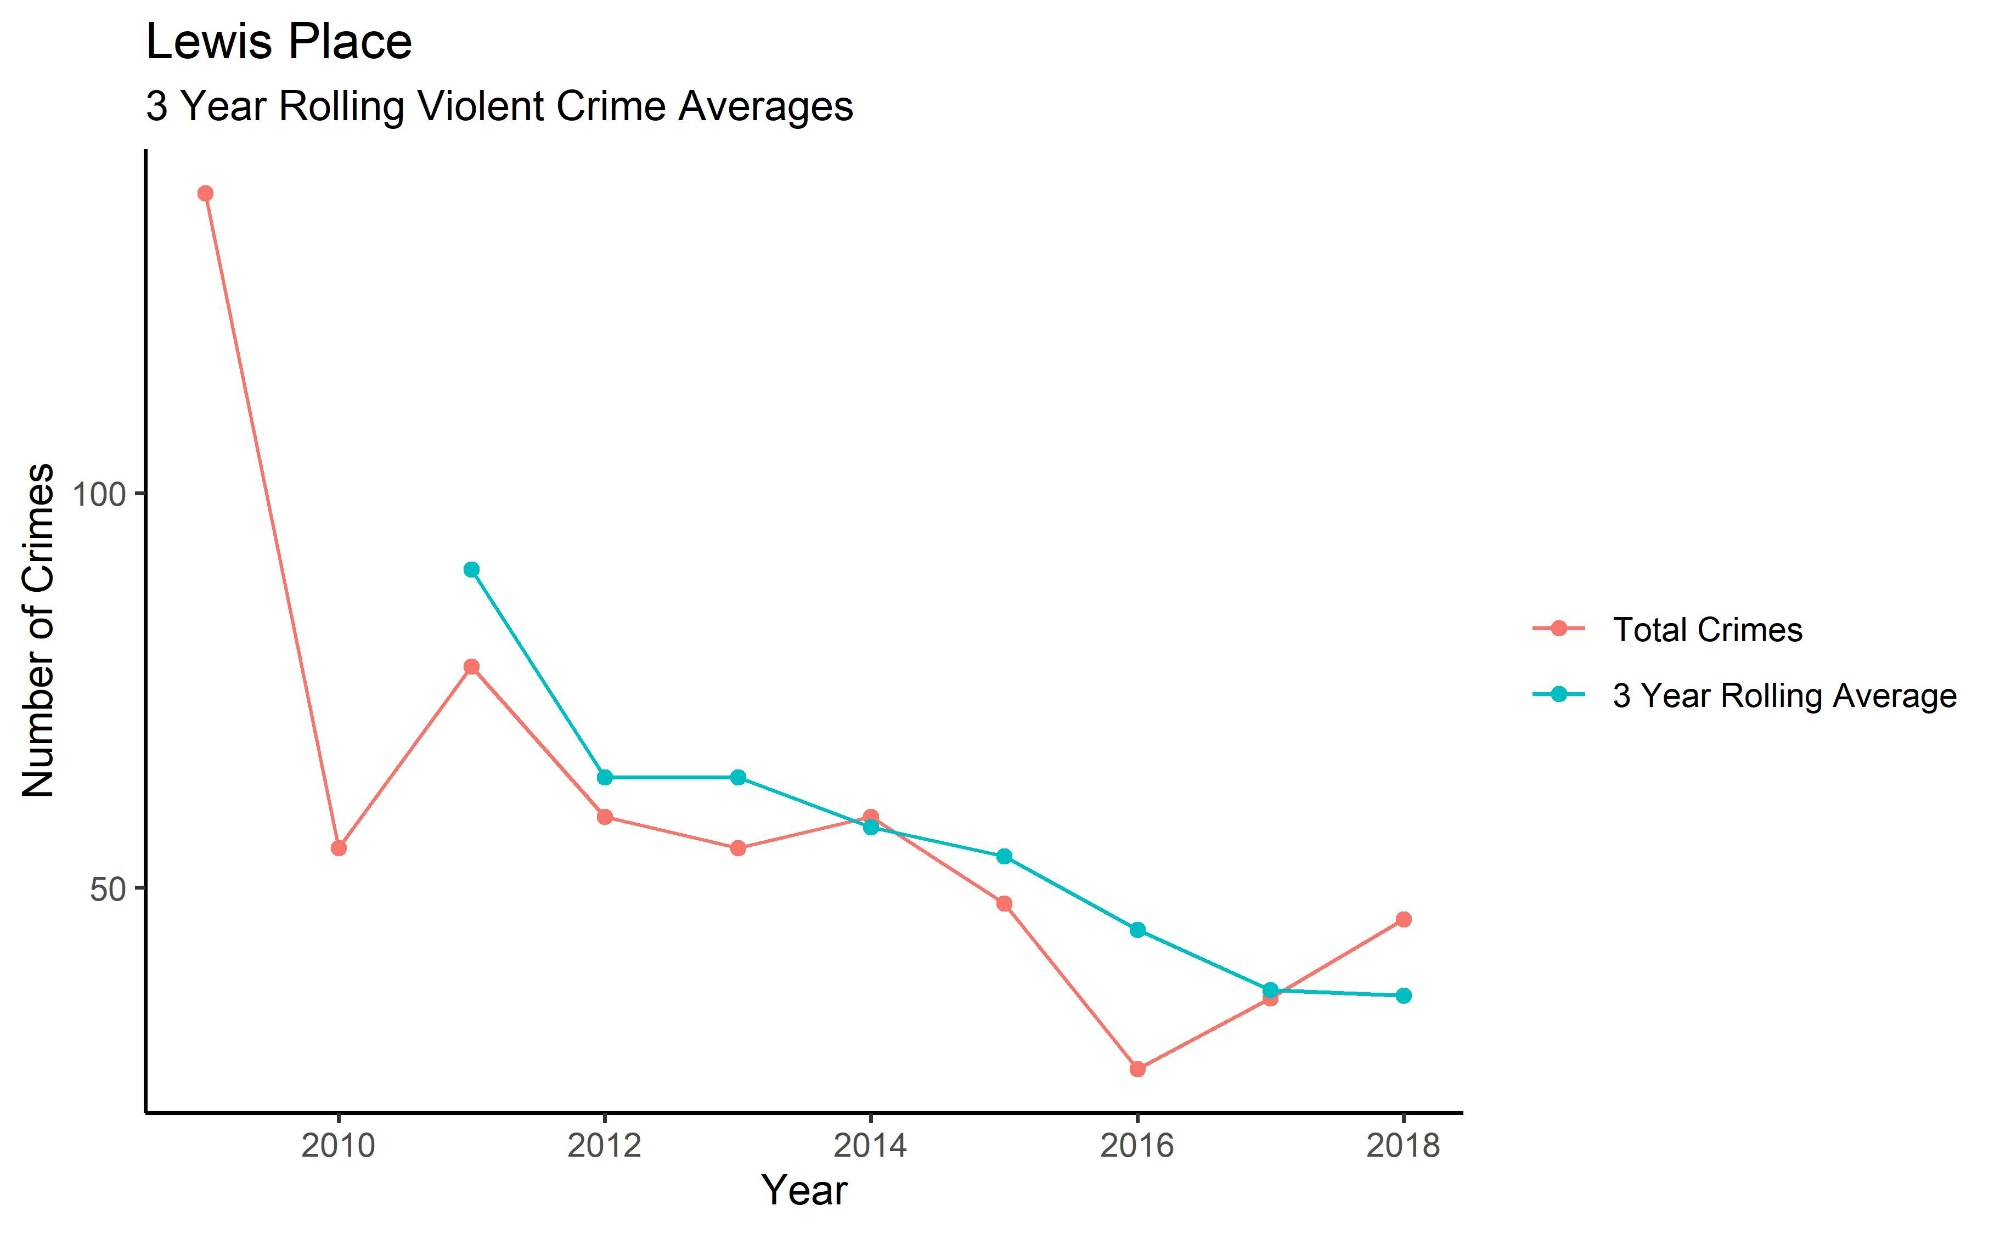 Lewis Place
3 Year Rolling Violent Crime Averages
Number of Crimes
100
50
2010
2012
2014
2016
2018
Year
Total Crimes
3 Year Rolling Average